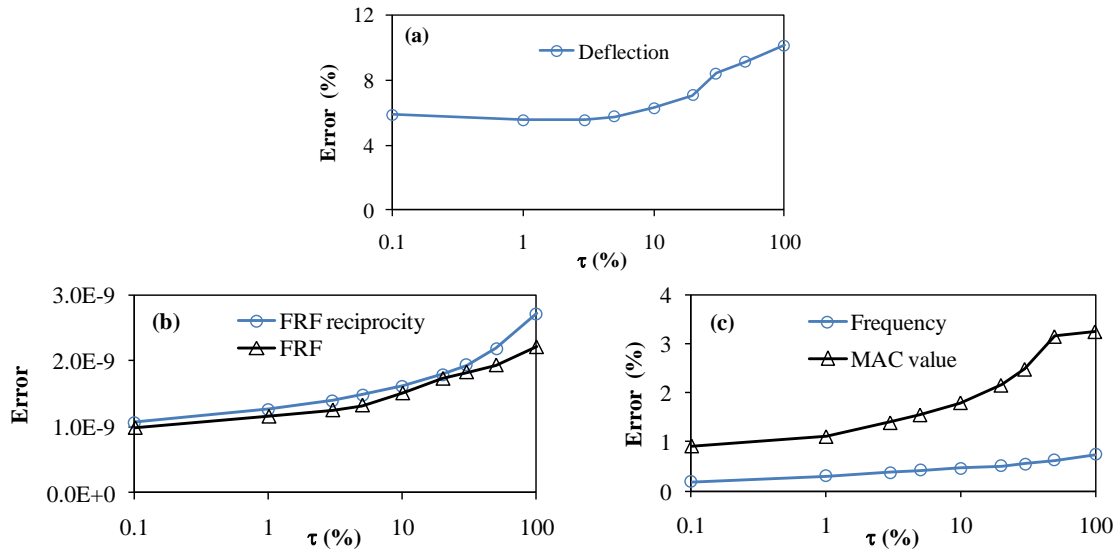 (a)
Deflection
Error (%)
12
8
4
0
0.1 1 10 100
τ (%)
(b)
FRF reciprocity
FRF
Error
3.0E-9
2.0E-9
1.0E-9
0.0E+0
0.1 1 10 100
τ (%)
(c)
Frequency
MAC value
Error (%)
4
3
2
1
0
0.1 1 10 100
τ (%)